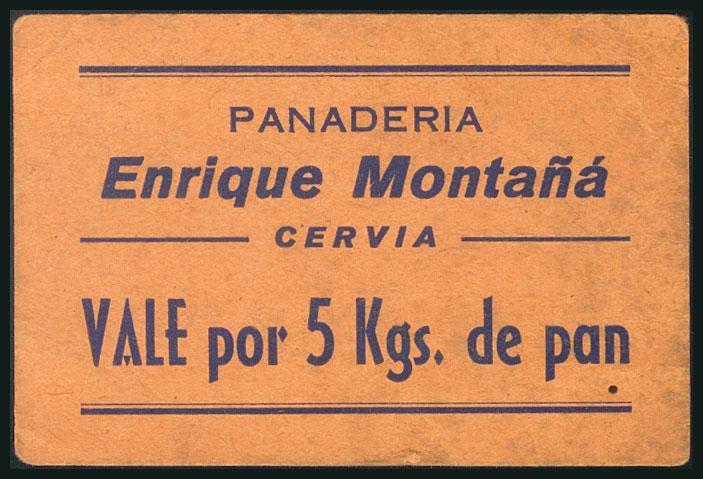 PANADERIA
Enrique Montañá
CERVIA
VALE por 5 Kgs. de pan